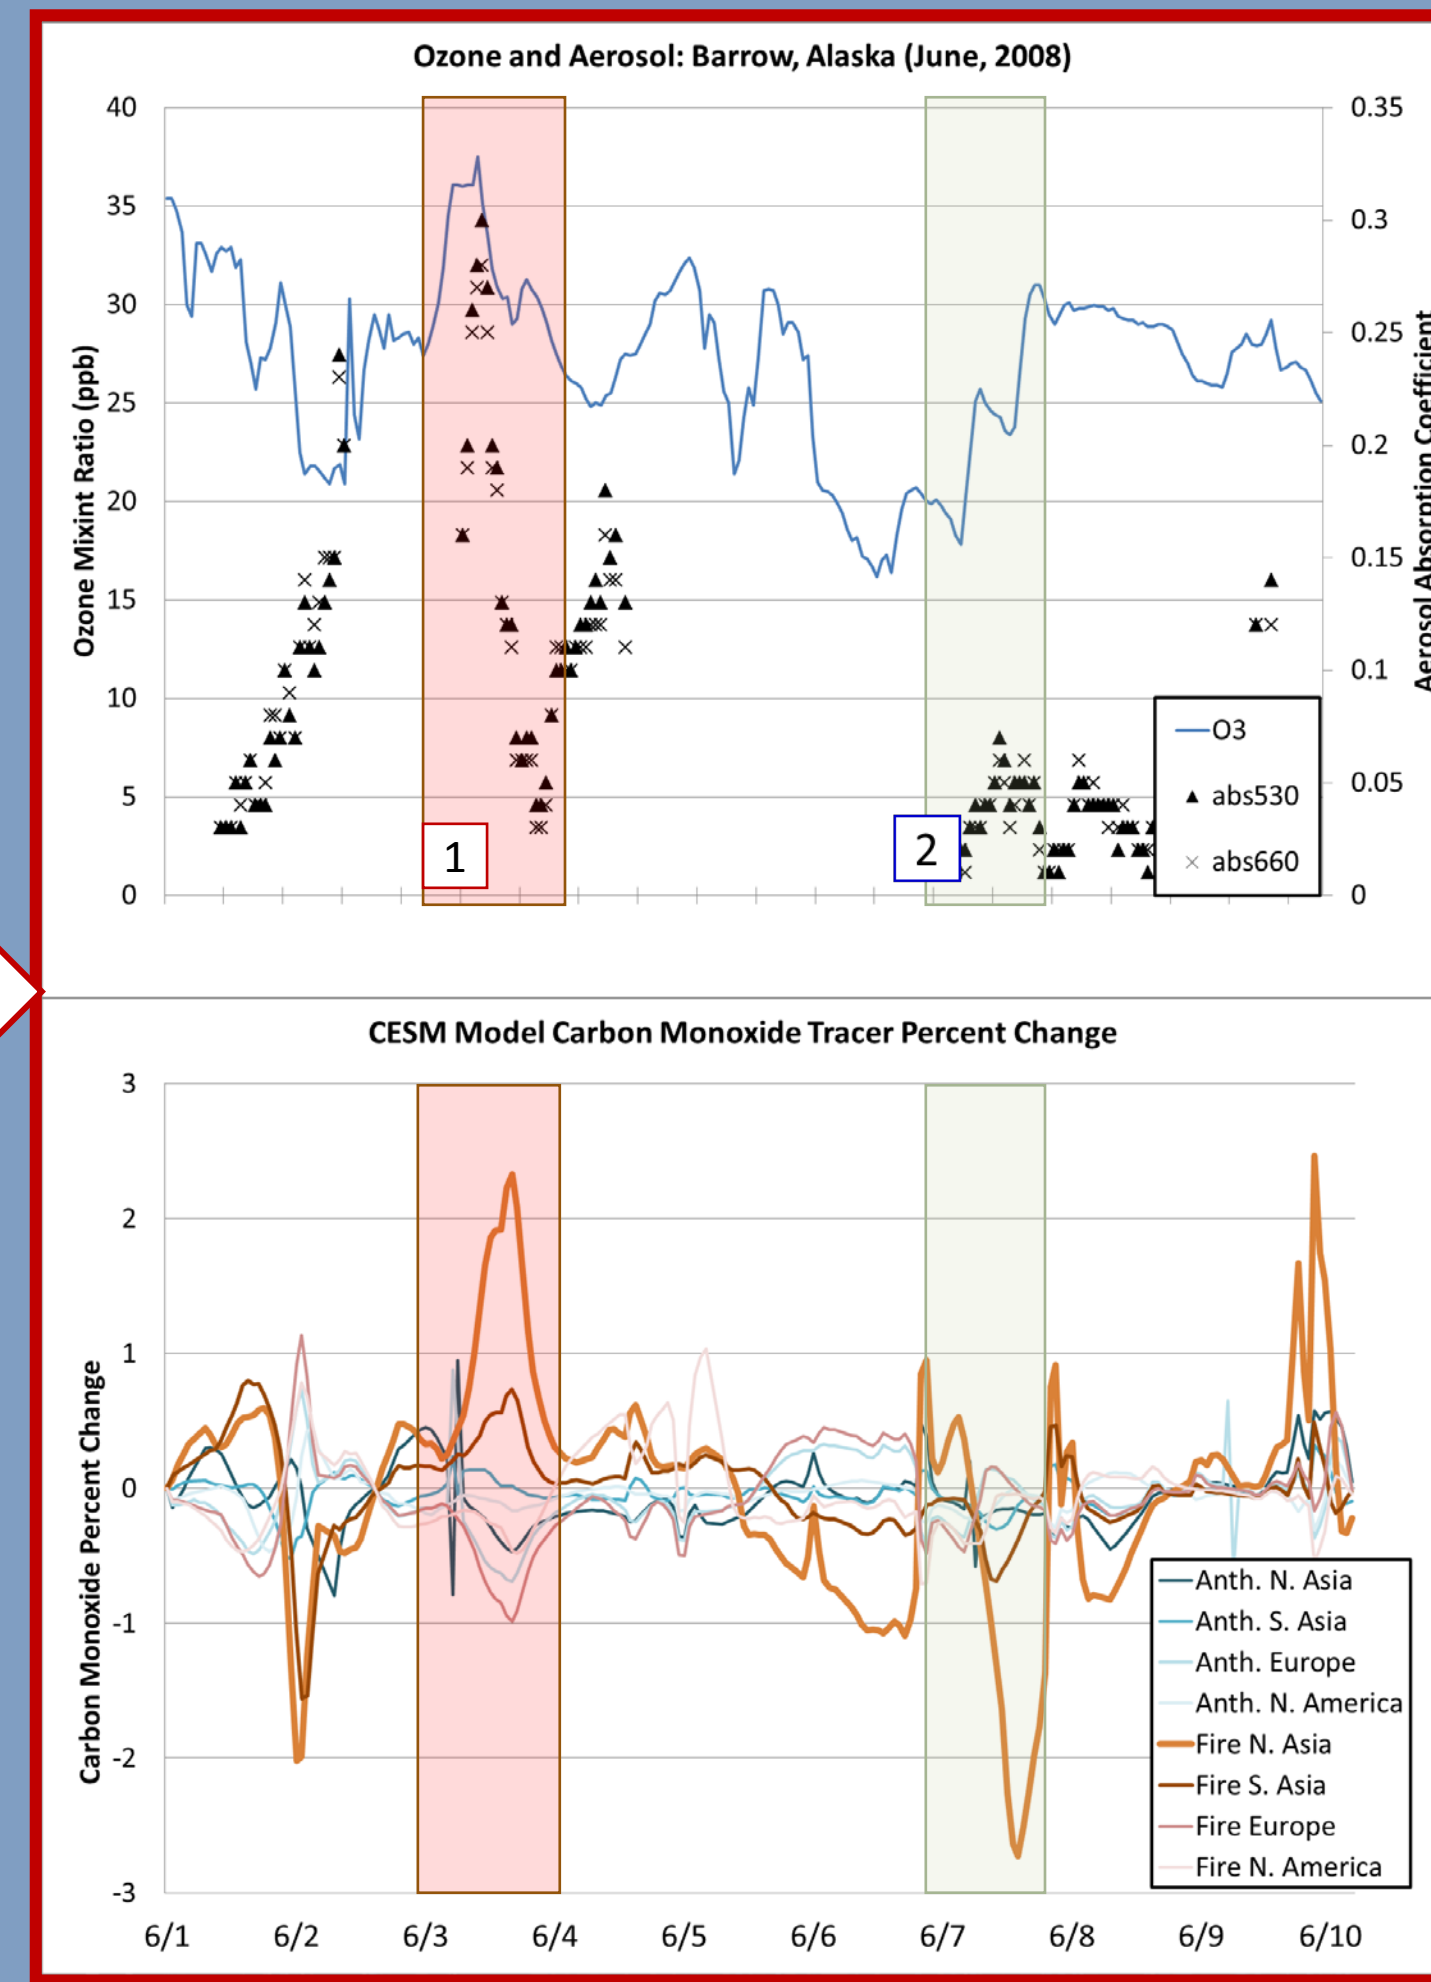 Ozone and Aerosol: Barrow, Alaska (June, 2008)
Ozone Mixint Ratio (ppb)
40
35
30
25
20
15
10
5
0
0.35
0.3
0.25
0.2
0.15
0.1
0.05
0
Aerosol Absorption Coefficient
1
2
O3
abs530
abs660
CESM Model Carbon Monoxide Tracer Percent Change
Carbon Monoxide Percent Change
3
2
1
0
-1
-2
-3
Anth. N. Asia
Anth. S. Asia
Anth. Europe
Anth. N. America
Fire N. Asia
Fire S. Asia
Fire Europe
Fire N. America
6/1 6/2 6/3 6/4 6/5 6/6 6/7 6/8 6/9 6/10